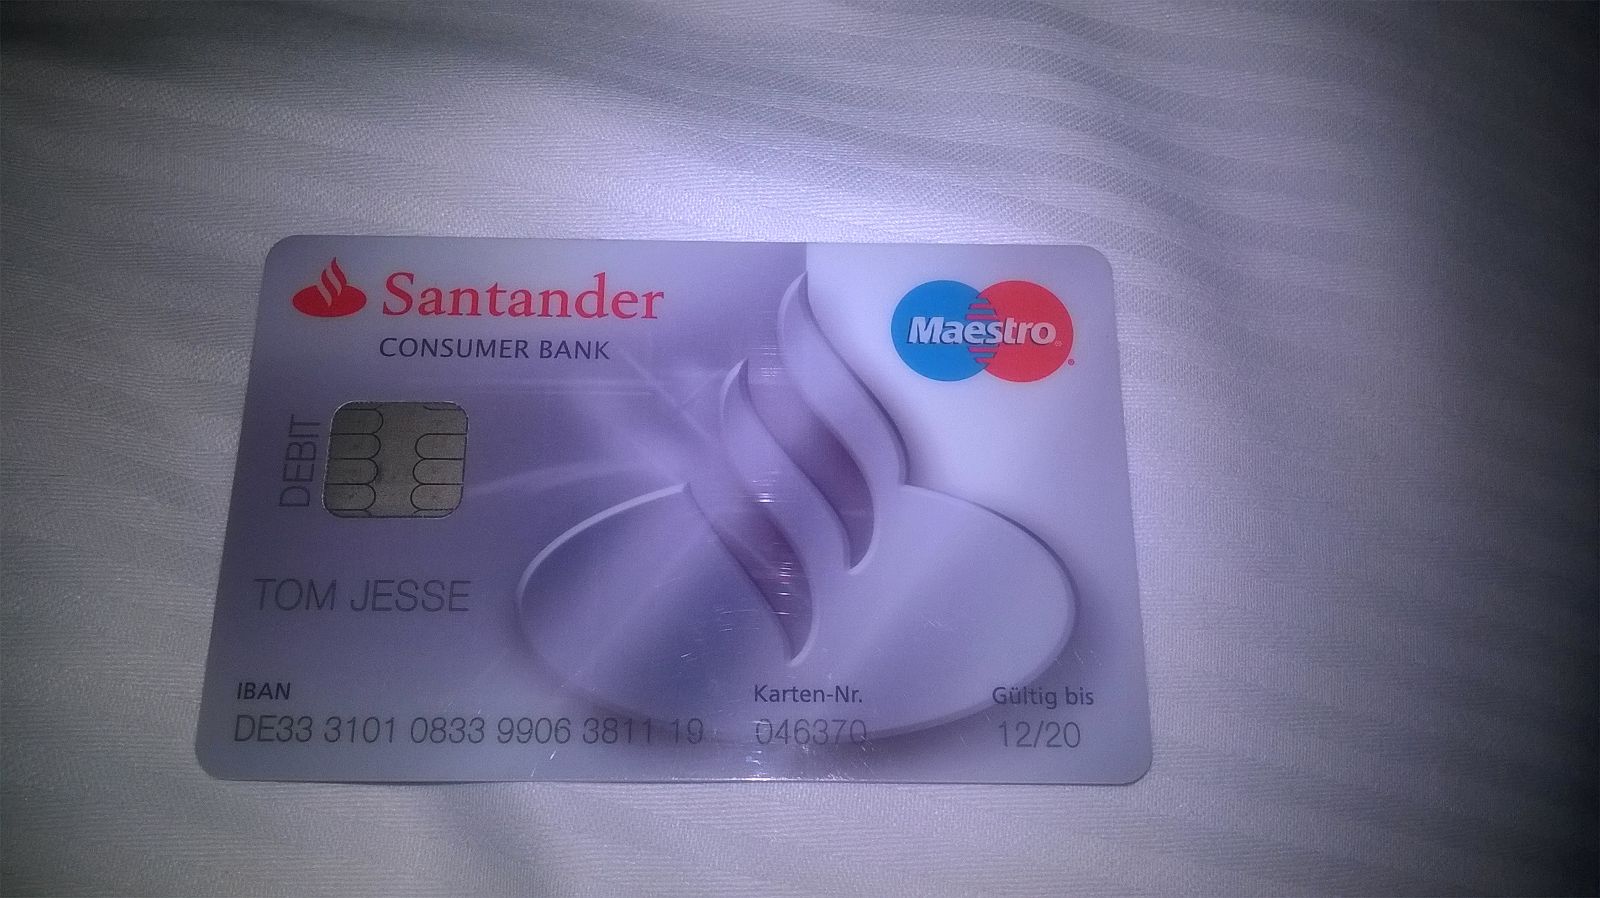 Santander
CONSUMER BANK
Maestro
DEBIT
TOM JESSE
IBAN Karten-Nr. Gültig bis
DE33 3101 0833 9906 3811 19 046370 12/20